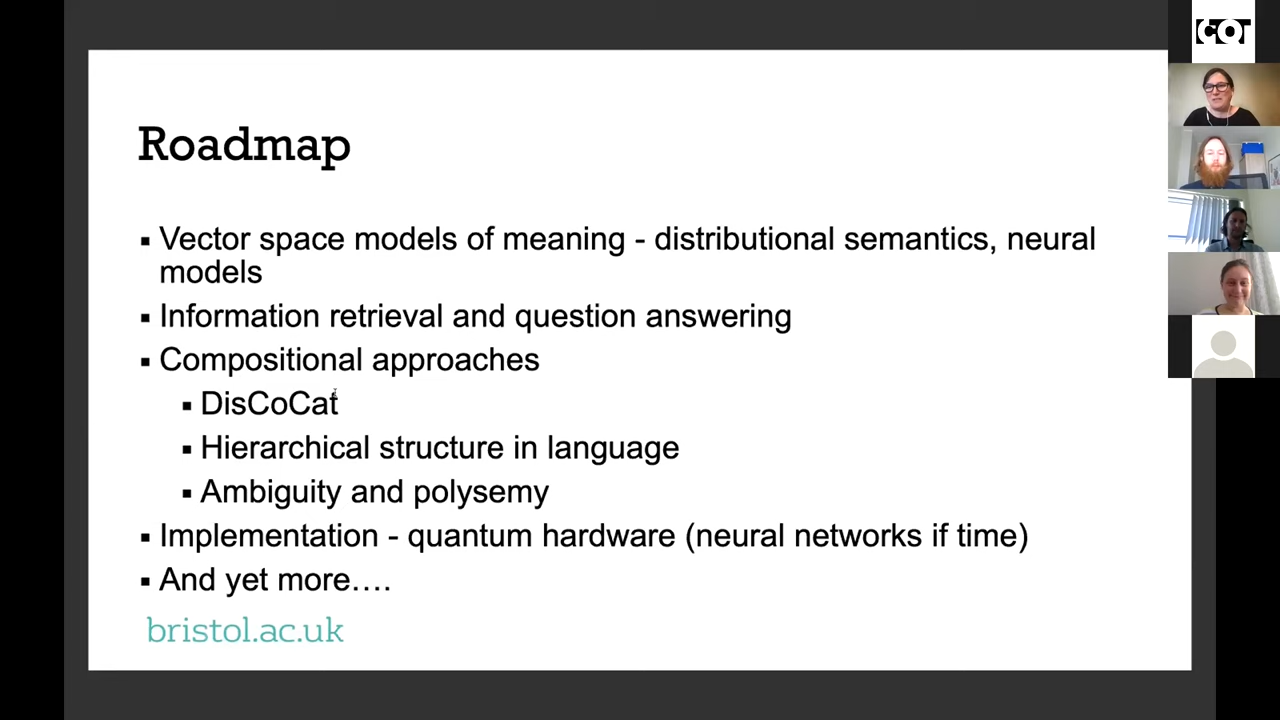 Roadmap
▪ Vector space models of meaning - distributional semantics, neural
models
▪ Information retrieval and question answering
▪ Compositional approaches
▪ DisCoCat
▪ Hierarchical structure in language
▪ Ambiguity and polysemy
▪ Implementation - quantum hardware (neural networks if time)
▪ And yet more….
bristol.ac.uk